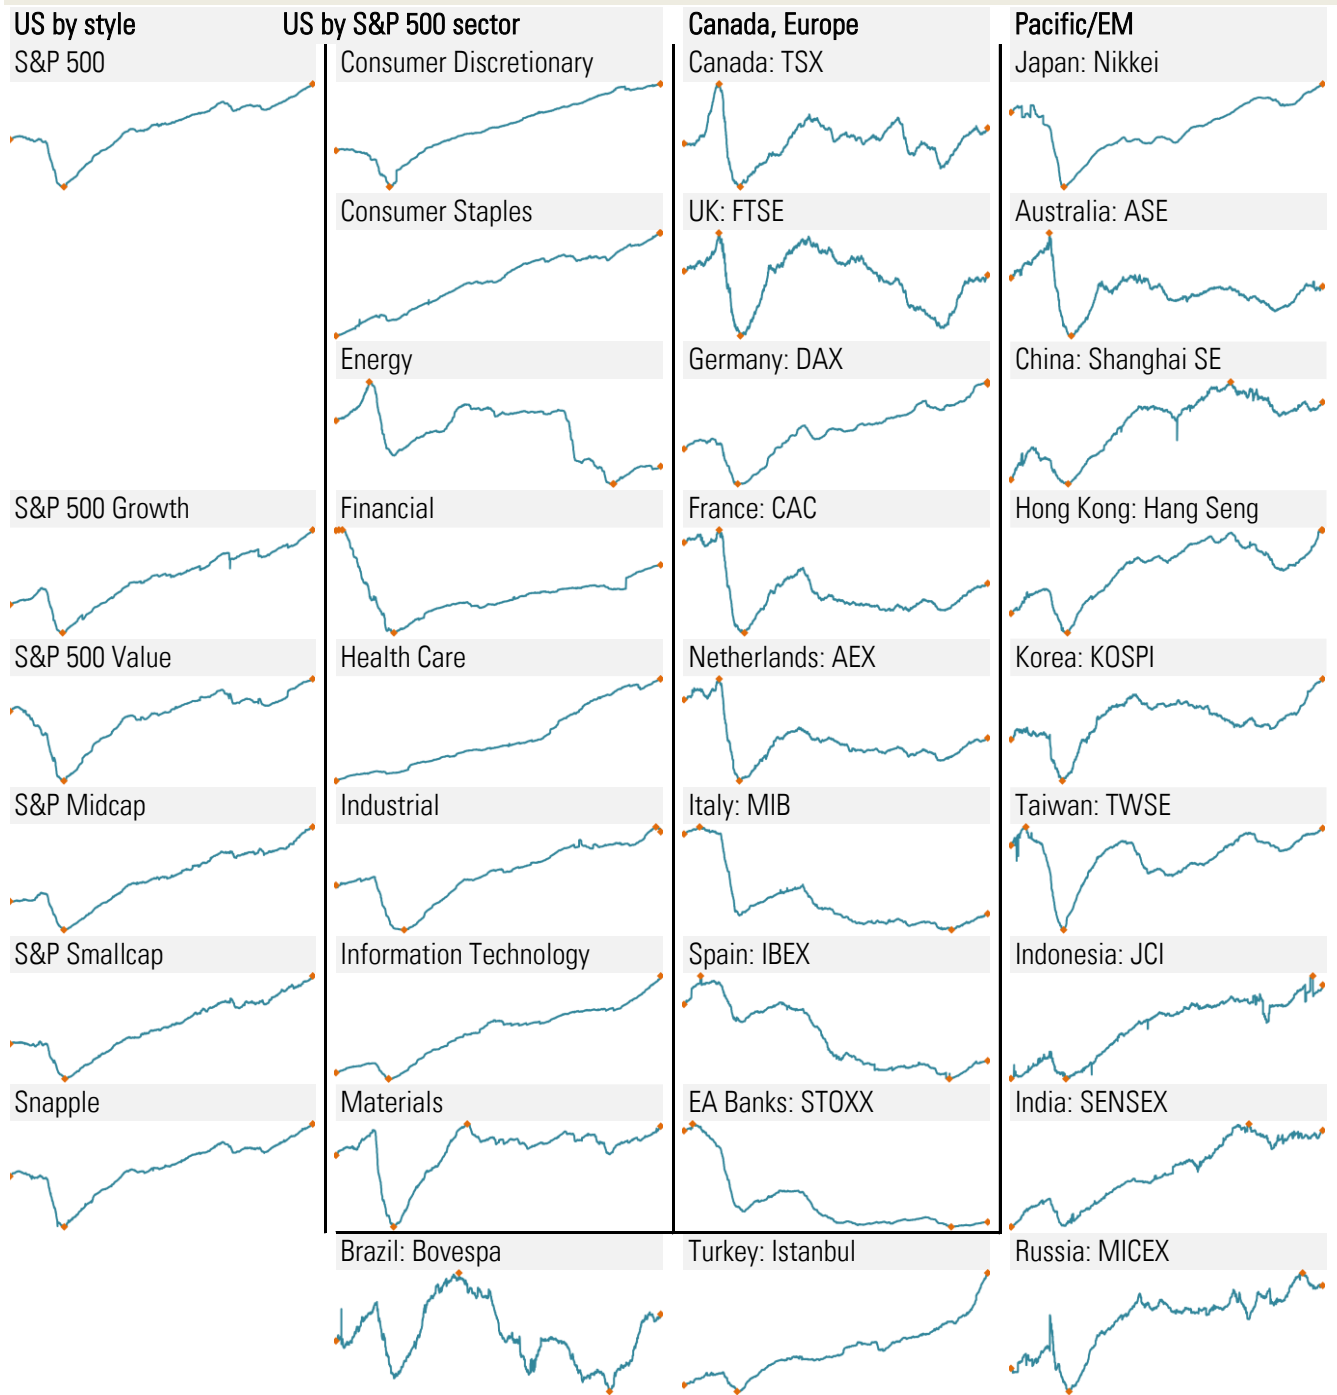 US by style
US by S&P 500 sector
Canada, Europe
Pacific/EM
S&P 500
Consumer Discretionary
Canada: TSX
Japan: Nikkei
Consumer Staples
UK: FTSE
Australia: ASE
Energy
Germany: DAX
China: Shanghai SE
S&P 500 Growth
Financial
France: CAC
Hong Kong: Hang Seng
S&P 500 Value
Health Care
Netherlands: AEX
Korea: KOSPI
S&P Midcap
Industrial
Italy: MIB
Taiwan: TWSE
S&P Smallcap
Information Technology
Spain: IBEX
Indonesia: JCI
Snapple
Materials
EA Banks: STOXX
India: SENSEX
Brazil: Bovespa
Turkey: Istanbul
Russia: MICEX